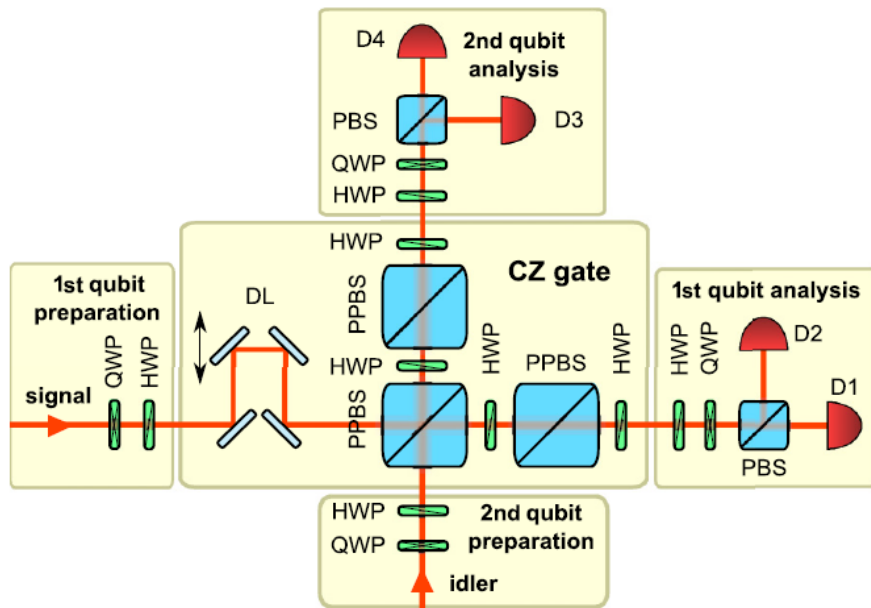 D4
2nd qubit
analysis
PBS
D3
QWP
HWP
HWP
CZ gate
PPBS
1st qubit
preparation
DL
1st qubit analysis
QWP
HWP
HWP
HWP
PPBS
HWP
HWP
QWP
D2
D1
signal
PPBS
PBS
HWP
2nd qubit
preparation
QWP
idler